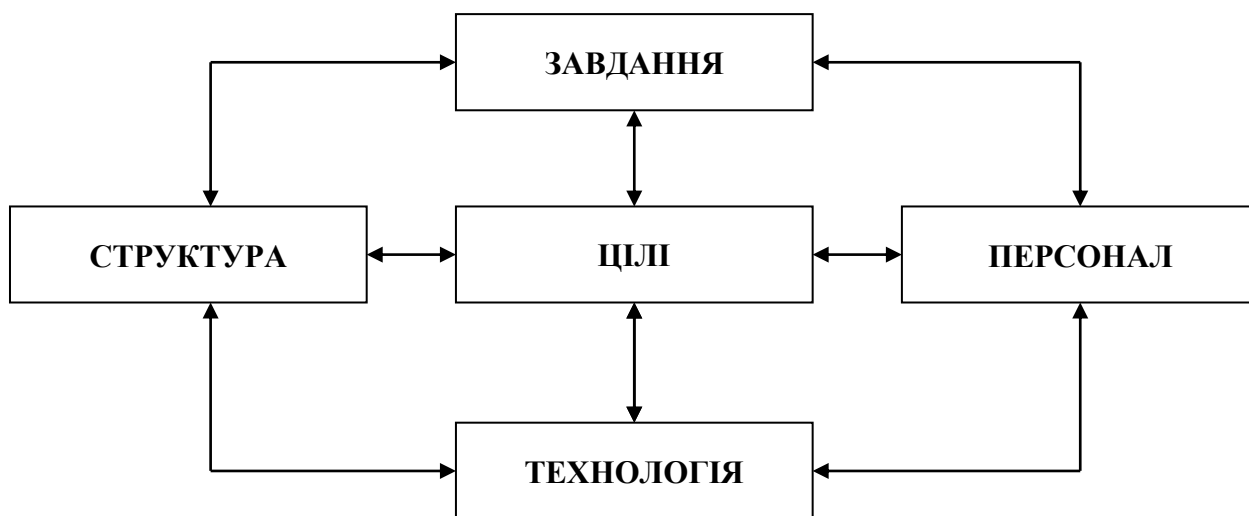 ЗАВДАННЯ
СТРУКТУРА
ЦІЛІ
ПЕРСОНАЛ
ТЕХНОЛОГІЯ